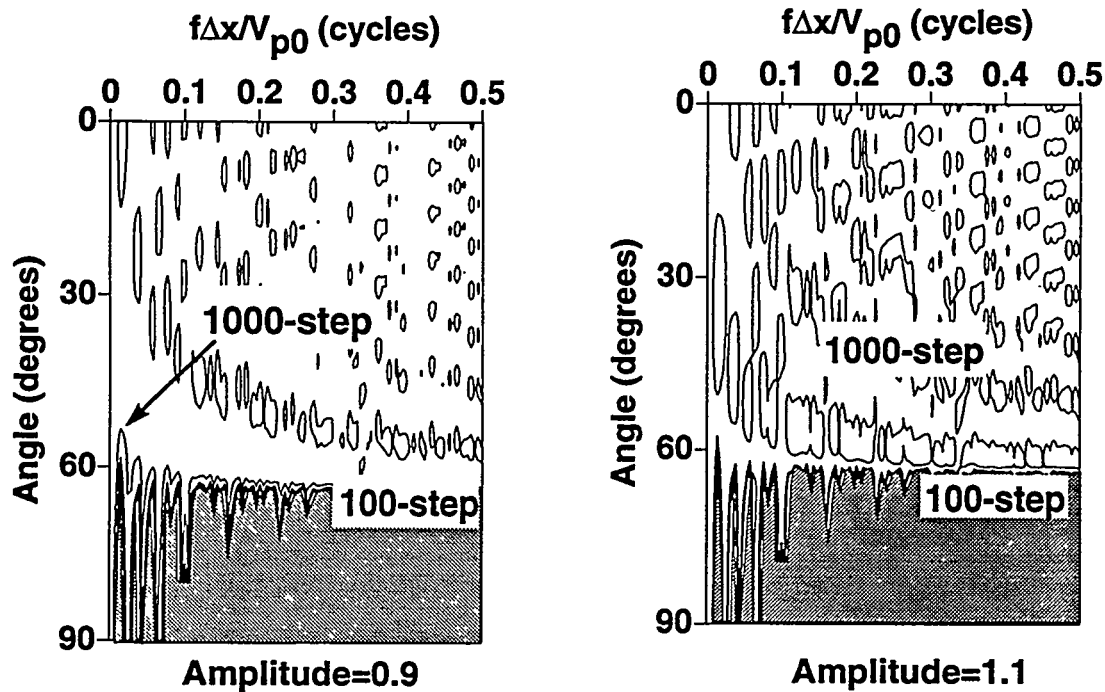 fΔx/Vp0 (cycles)
0 0.1 0.2 0.3 0.4 0.5
0
30
60
90
Angle (degrees)
1000-step
100-step
Amplitude=0.9
fΔx/Vp0 (cycles)
0 0.1 0.2 0.3 0.4 0.5
0
30
60
90
Angle (degrees)
1000-step
100-step
Amplitude=1.1